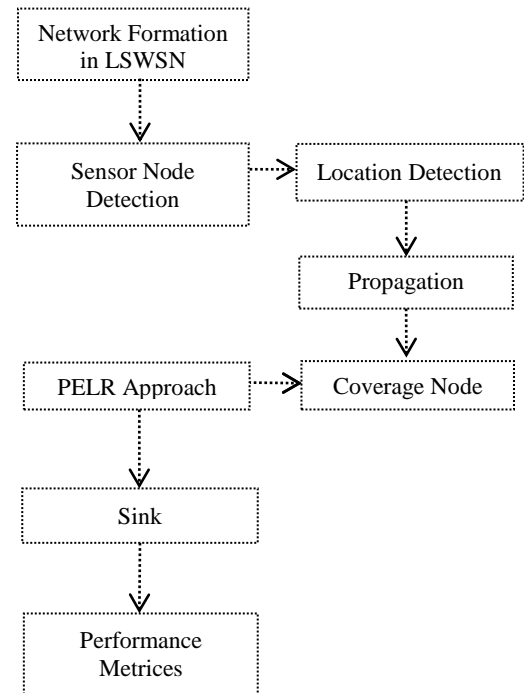 Network Formation
in LSWSN
Sensor Node
Detection
Location Detection
Propagation
PELR Approach
Coverage Node
Sink
Performance
Metrices